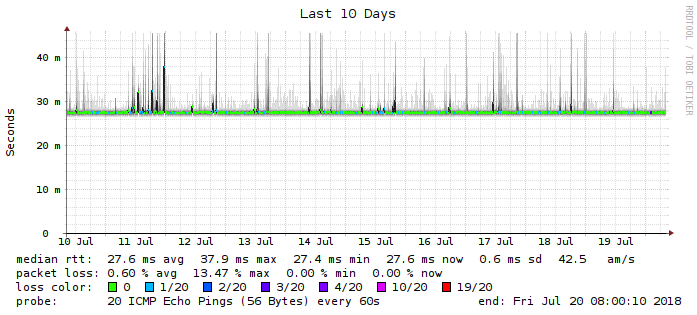 Last 10 Days
RRDTOOL / TOBI OETIKER
Seconds
40 m
30 m
20 m
10 m
0
10 Jul 11 Jul 12 Jul 13 Jul 14 Jul 15 Jul 16 Jul 17 Jul 18 Jul 19 Jul
median rtt: 27.6 ms avg 37.9 ms max 27.4 ms min 27.6 ms now 0.6 ms sd 42.5 am/s
packet loss: 0.60 % avg 13.47 % max 0.00 % min 0.00 % now
loss color: 0 1/20 2/20 3/20 4/20 10/20 19/20
probe: 20 ICMP Echo Pings (56 Bytes) every 60s end: Fri Jul 20 08:00:10 2018